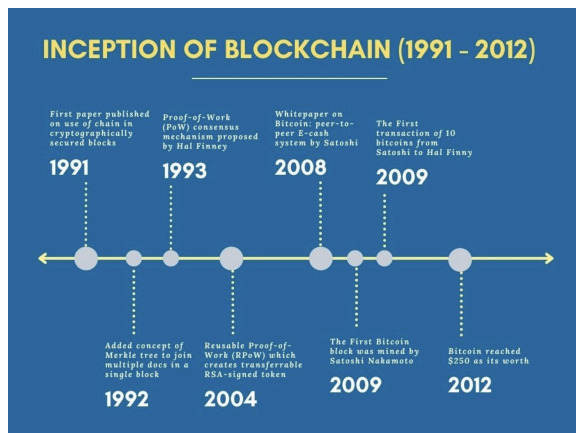 INCEPTION OF BLOCKCHAIN (1991 - 2012)
First paper published
on use of chain in
cryptographically
secured blocks
1991
Proof-of-Work
(PoW) consensus
mechanism proposed
by Hal Finney
1993
Whitepaper on
Bitcoin: peer-to-
peer E-cash
system by Satoshi
2008
The First
transaction of 10
bitcoins from
Satoshi to Hal Finny
2009
Added concept of
Merkle tree to join
multiple docs in a
single block
1992
Reusable Proof-of-
Work (RPoW) which
creates transferrable
RSA-signed token
2004
The First Bitcoin
block was mined by
Satoshi Nakamoto
2009
Bitcoin reached
$250 as its worth
2012